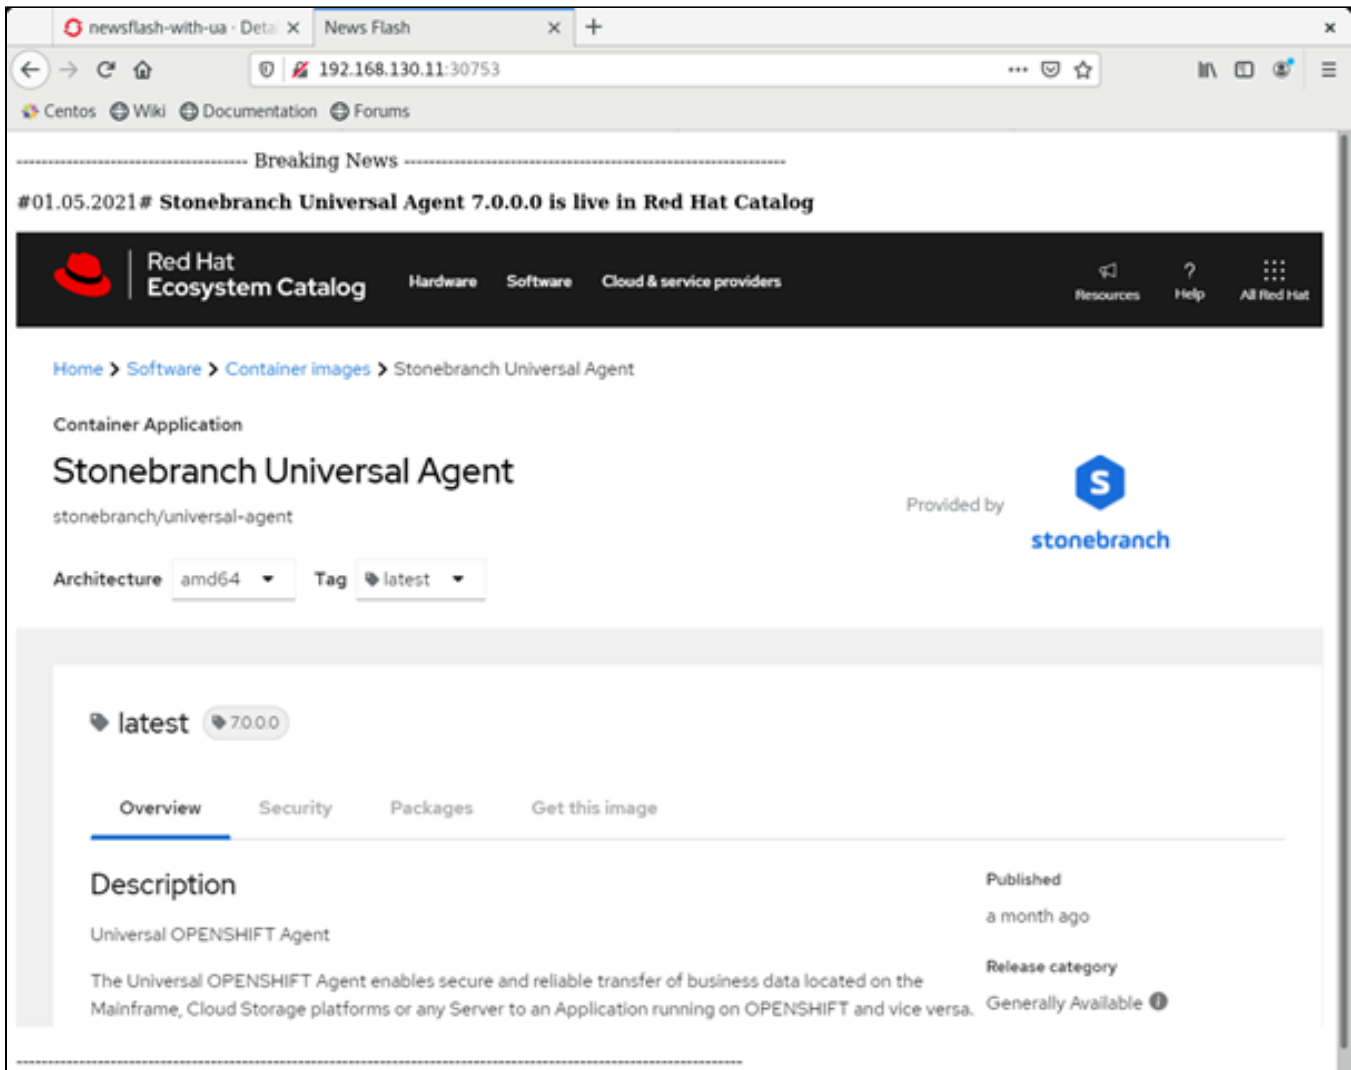 newsflash-with-ua - Deta
News Flash
192.168.130.11:30753
Centos Wiki Documentation Forums
------------------------------------- Breaking News -------------------------------------------------------------
#01.05.2021# Stonebranch Universal Agent 7.0.0.0 is live in Red Hat Catalog
Red Hat
Ecosystem Catalog
Hardware Software Cloud & service providers
Resources
? Help
All Red Hat
Home > Software > Container images > Stonebranch Universal Agent
Container Application
Stonebranch Universal Agent
stonebranch/universal-agent
Provided by
S
stonebranch
Architecture amd64 Tag latest
latest 7.0.0.0
Overview Security Packages Get this image
Description
Universal OPENSHIFT Agent
The Universal OPENSHIFT Agent enables secure and reliable transfer of business data located on the
Mainframe, Cloud Storage platforms or any Server to an Application running on OPENSHIFT and vice versa.
Published
a month ago
Release category
Generally Available
--------------------------------------------------------------------------------------------------------------------